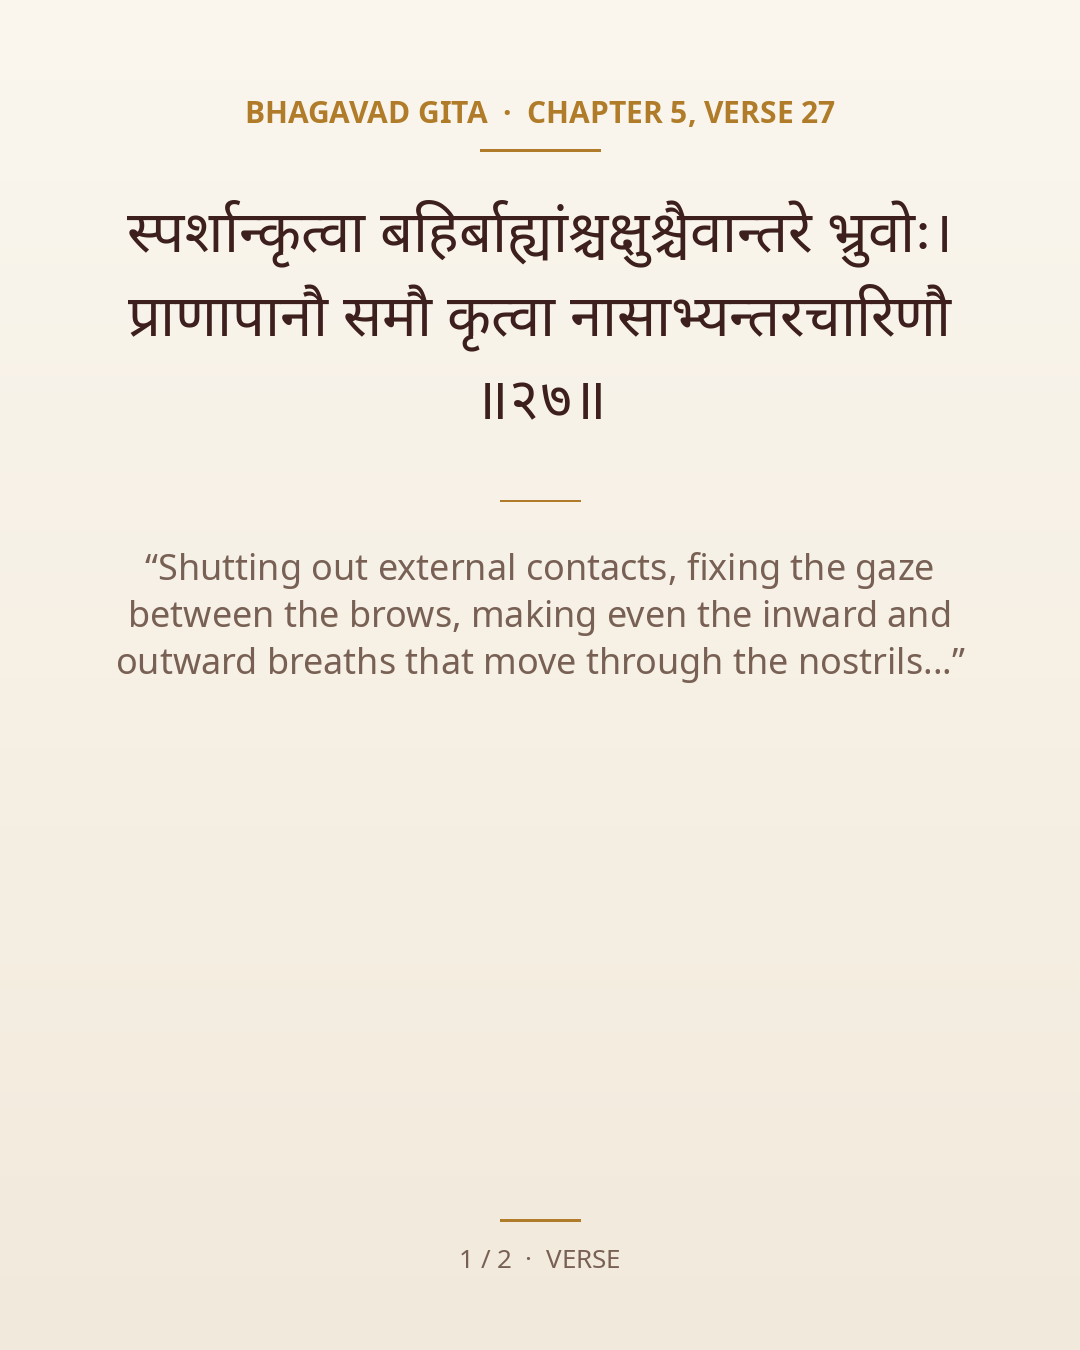 BHAGAVAD GITA · CHAPTER 5, VERSE 27
स्पर्शान्कृत्वा बहिर्बाह्यांश्चक्षुश्चैवान्तरे भ्रुवोः।
प्राणापानौ समौ कृत्वा नासाभ्यन्तरचारिणौ
॥२७॥
“Shutting out external contacts, fixing the gaze
between the brows, making even the inward and
outward breaths that move through the nostrils...”
1 / 2 · VERSE